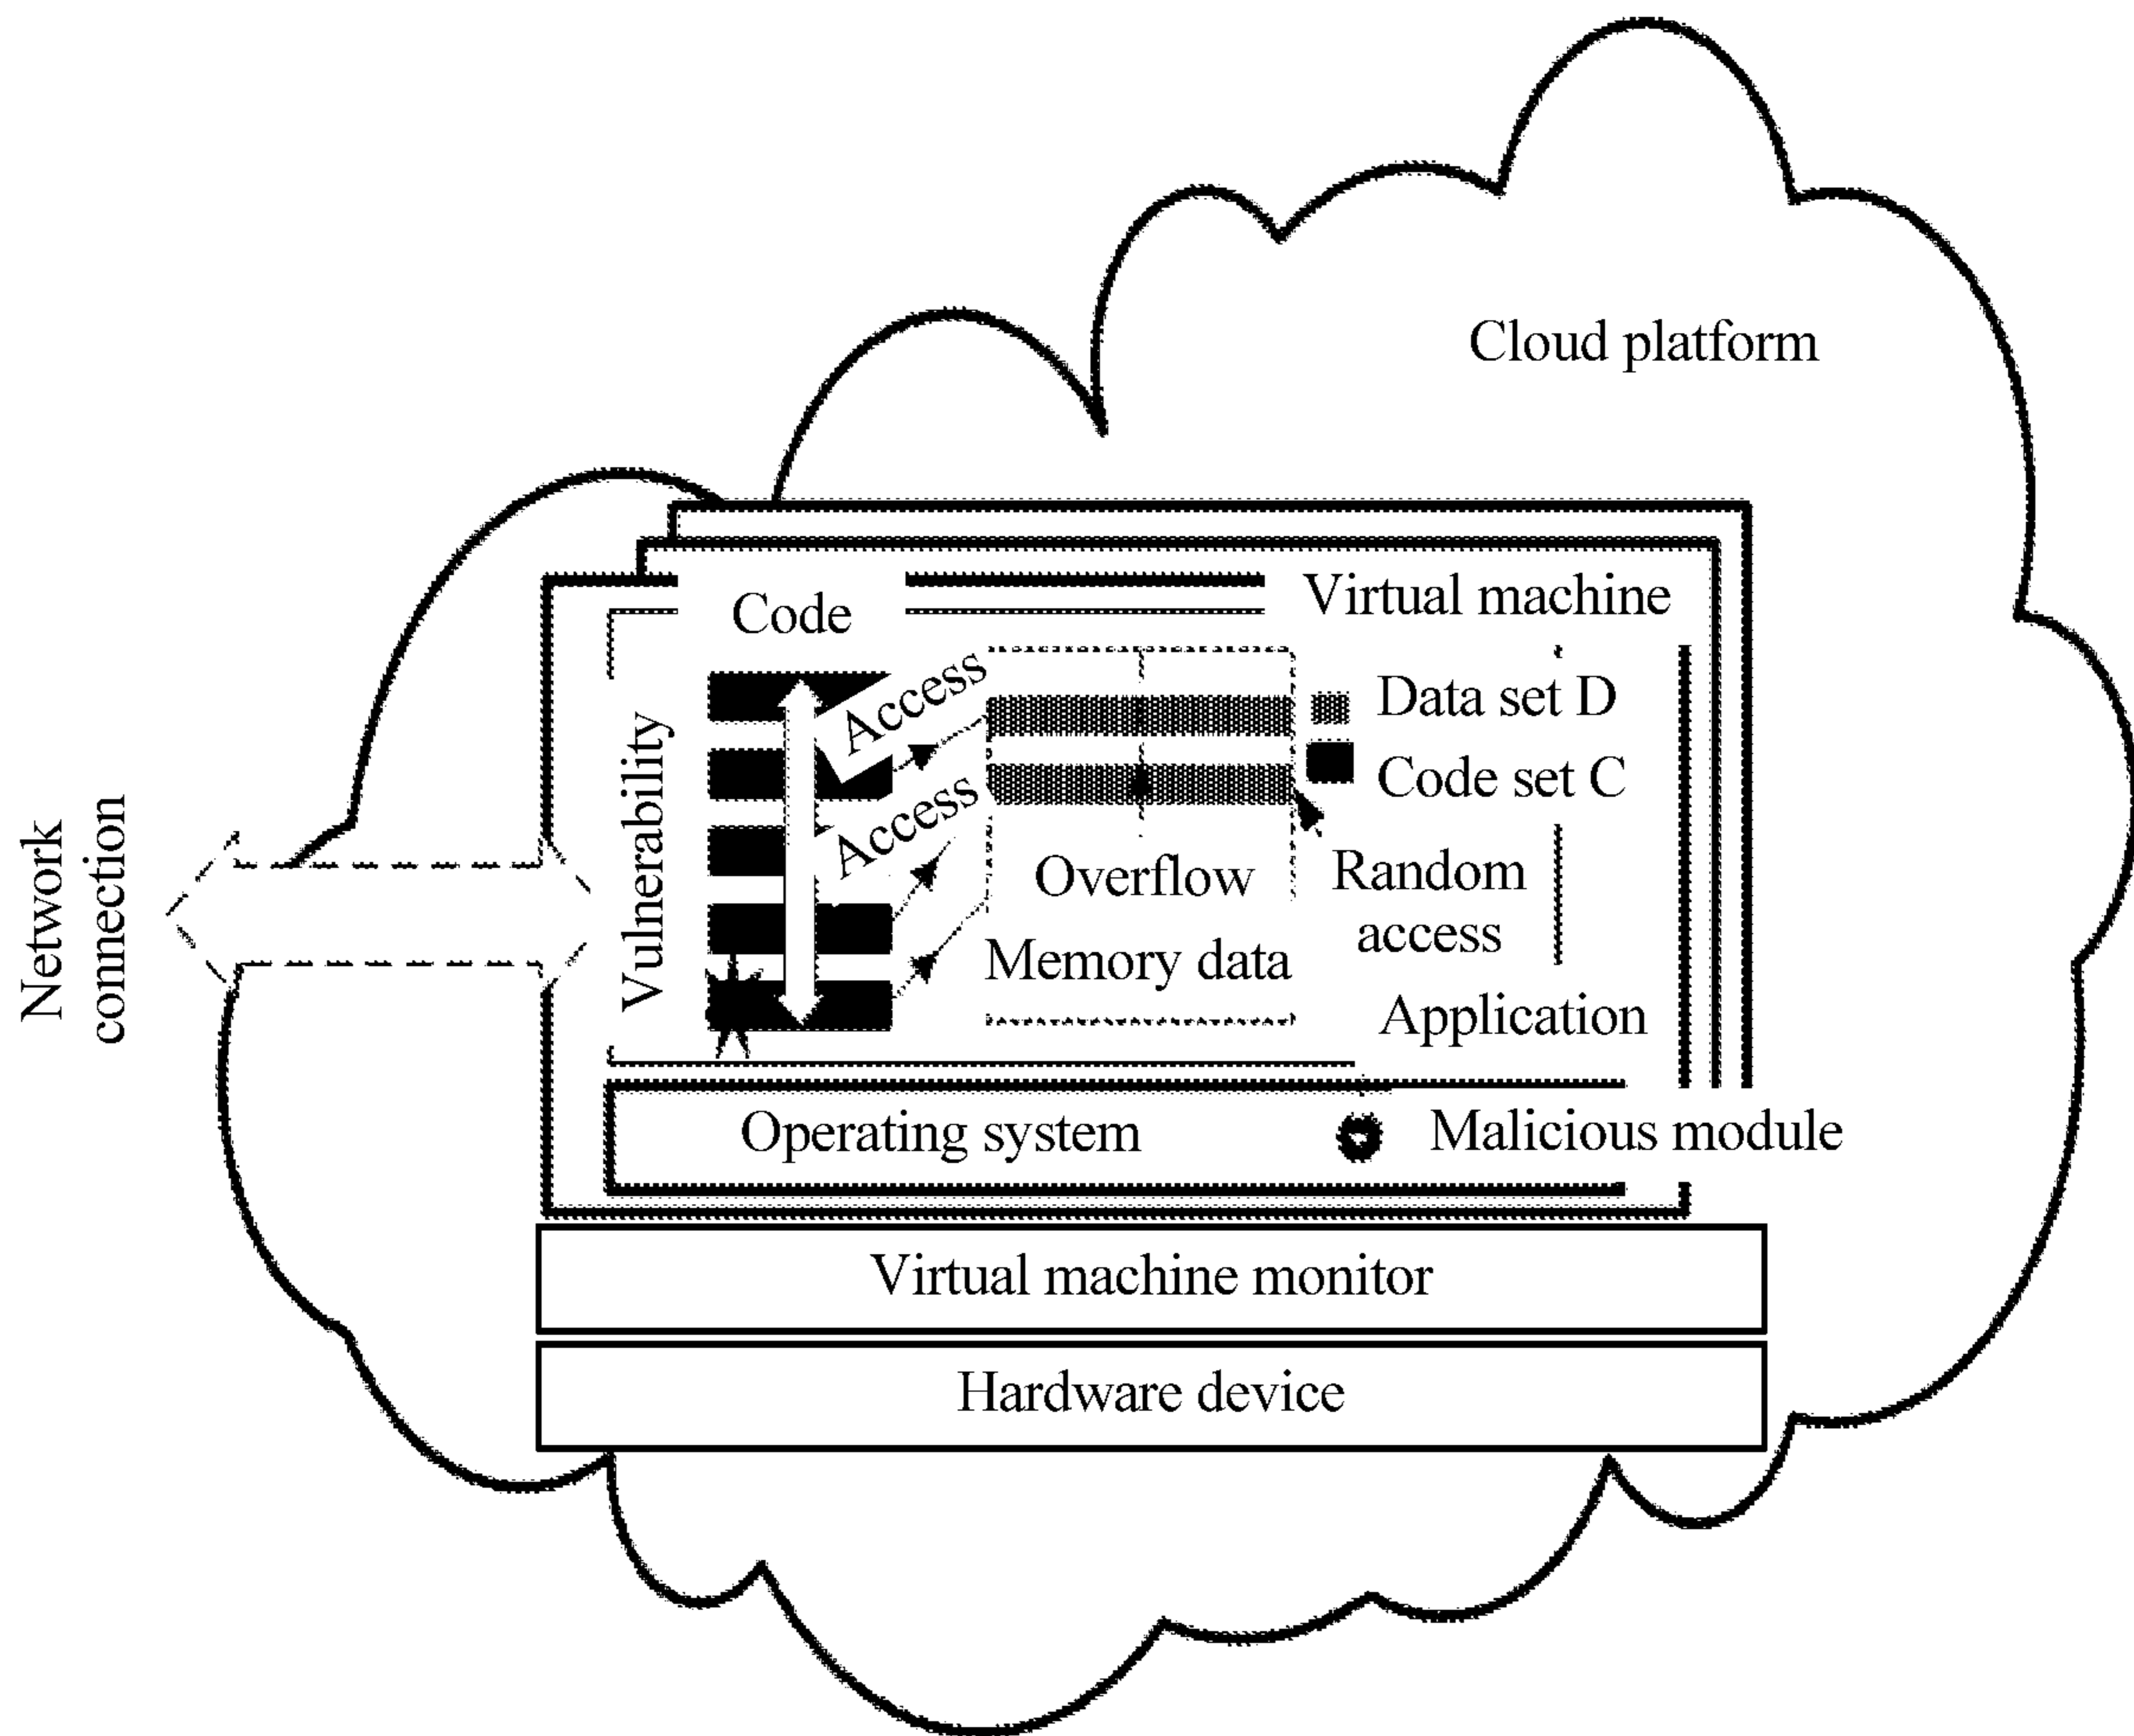 Cloud platform
Network
connection
Virtual machine
Code
Vulnerability
Access
Access
Data set D
Code set C
Overflow
Random
access
Memory data
Application
Operating system
Malicious module
Virtual machine monitor
Hardware device